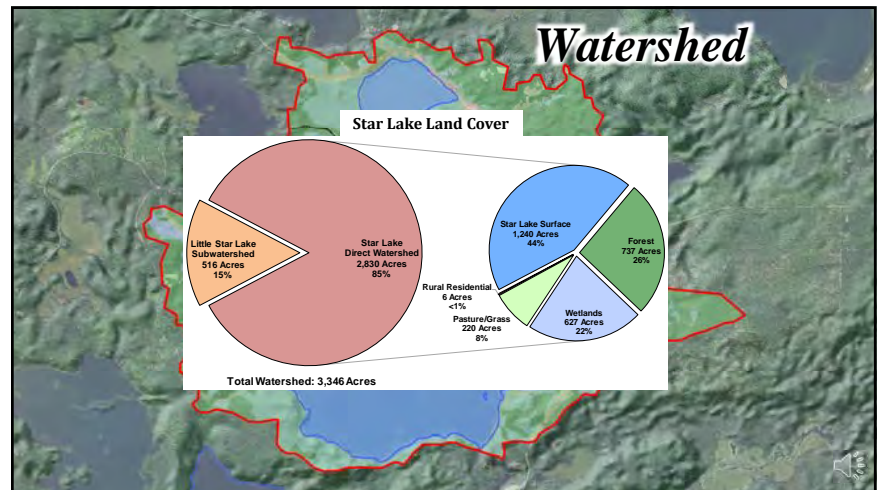 Watershed
Star Lake Land Cover
Little Star Lake
Subwatershed
516 Acres
15%
Star Lake
Direct Watershed
2,830 Acres
85%
Star Lake Surface
1,240 Acres
44%
Forest
737 Acres
26%
Rural Residential
6 Acres
<1%
Pasture/Grass
220 Acres
8%
Wetlands
627 Acres
22%
Total Watershed: 3,346 Acres